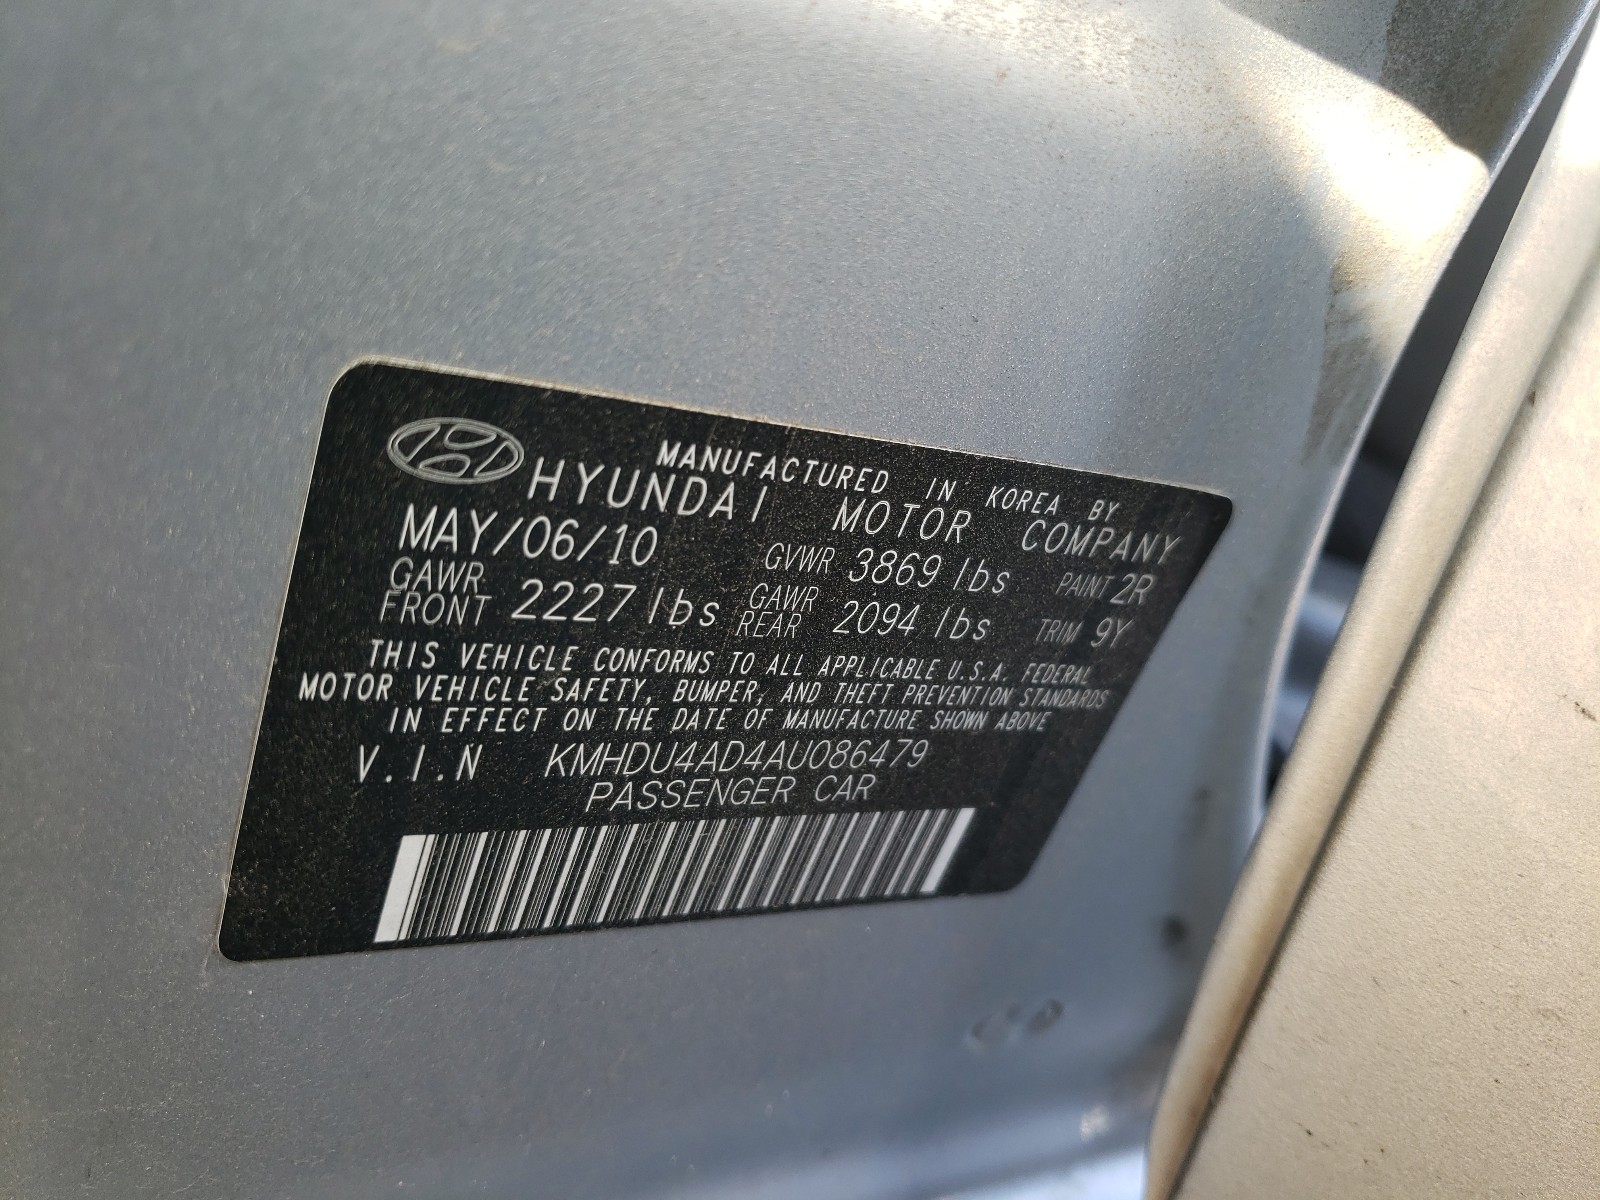 MANUFACTURED IN KOREA BY
HYUNDAI MOTOR COMPANY
MAY/06/10 GVWR 3869 lbs PAINT 2R
GAWR FRONT 2227 lbs GAWR REAR 2094 lbs TRIM 9Y
THIS VEHICLE CONFORMS TO ALL APPLICABLE U.S.A. FEDERAL
MOTOR VEHICLE SAFETY, BUMPER, AND THEFT PREVENTION STANDARDS
IN EFFECT ON THE DATE OF MANUFACTURE SHOWN ABOVE
V.I.N KMHDU4AD4AU086479
PASSENGER CAR